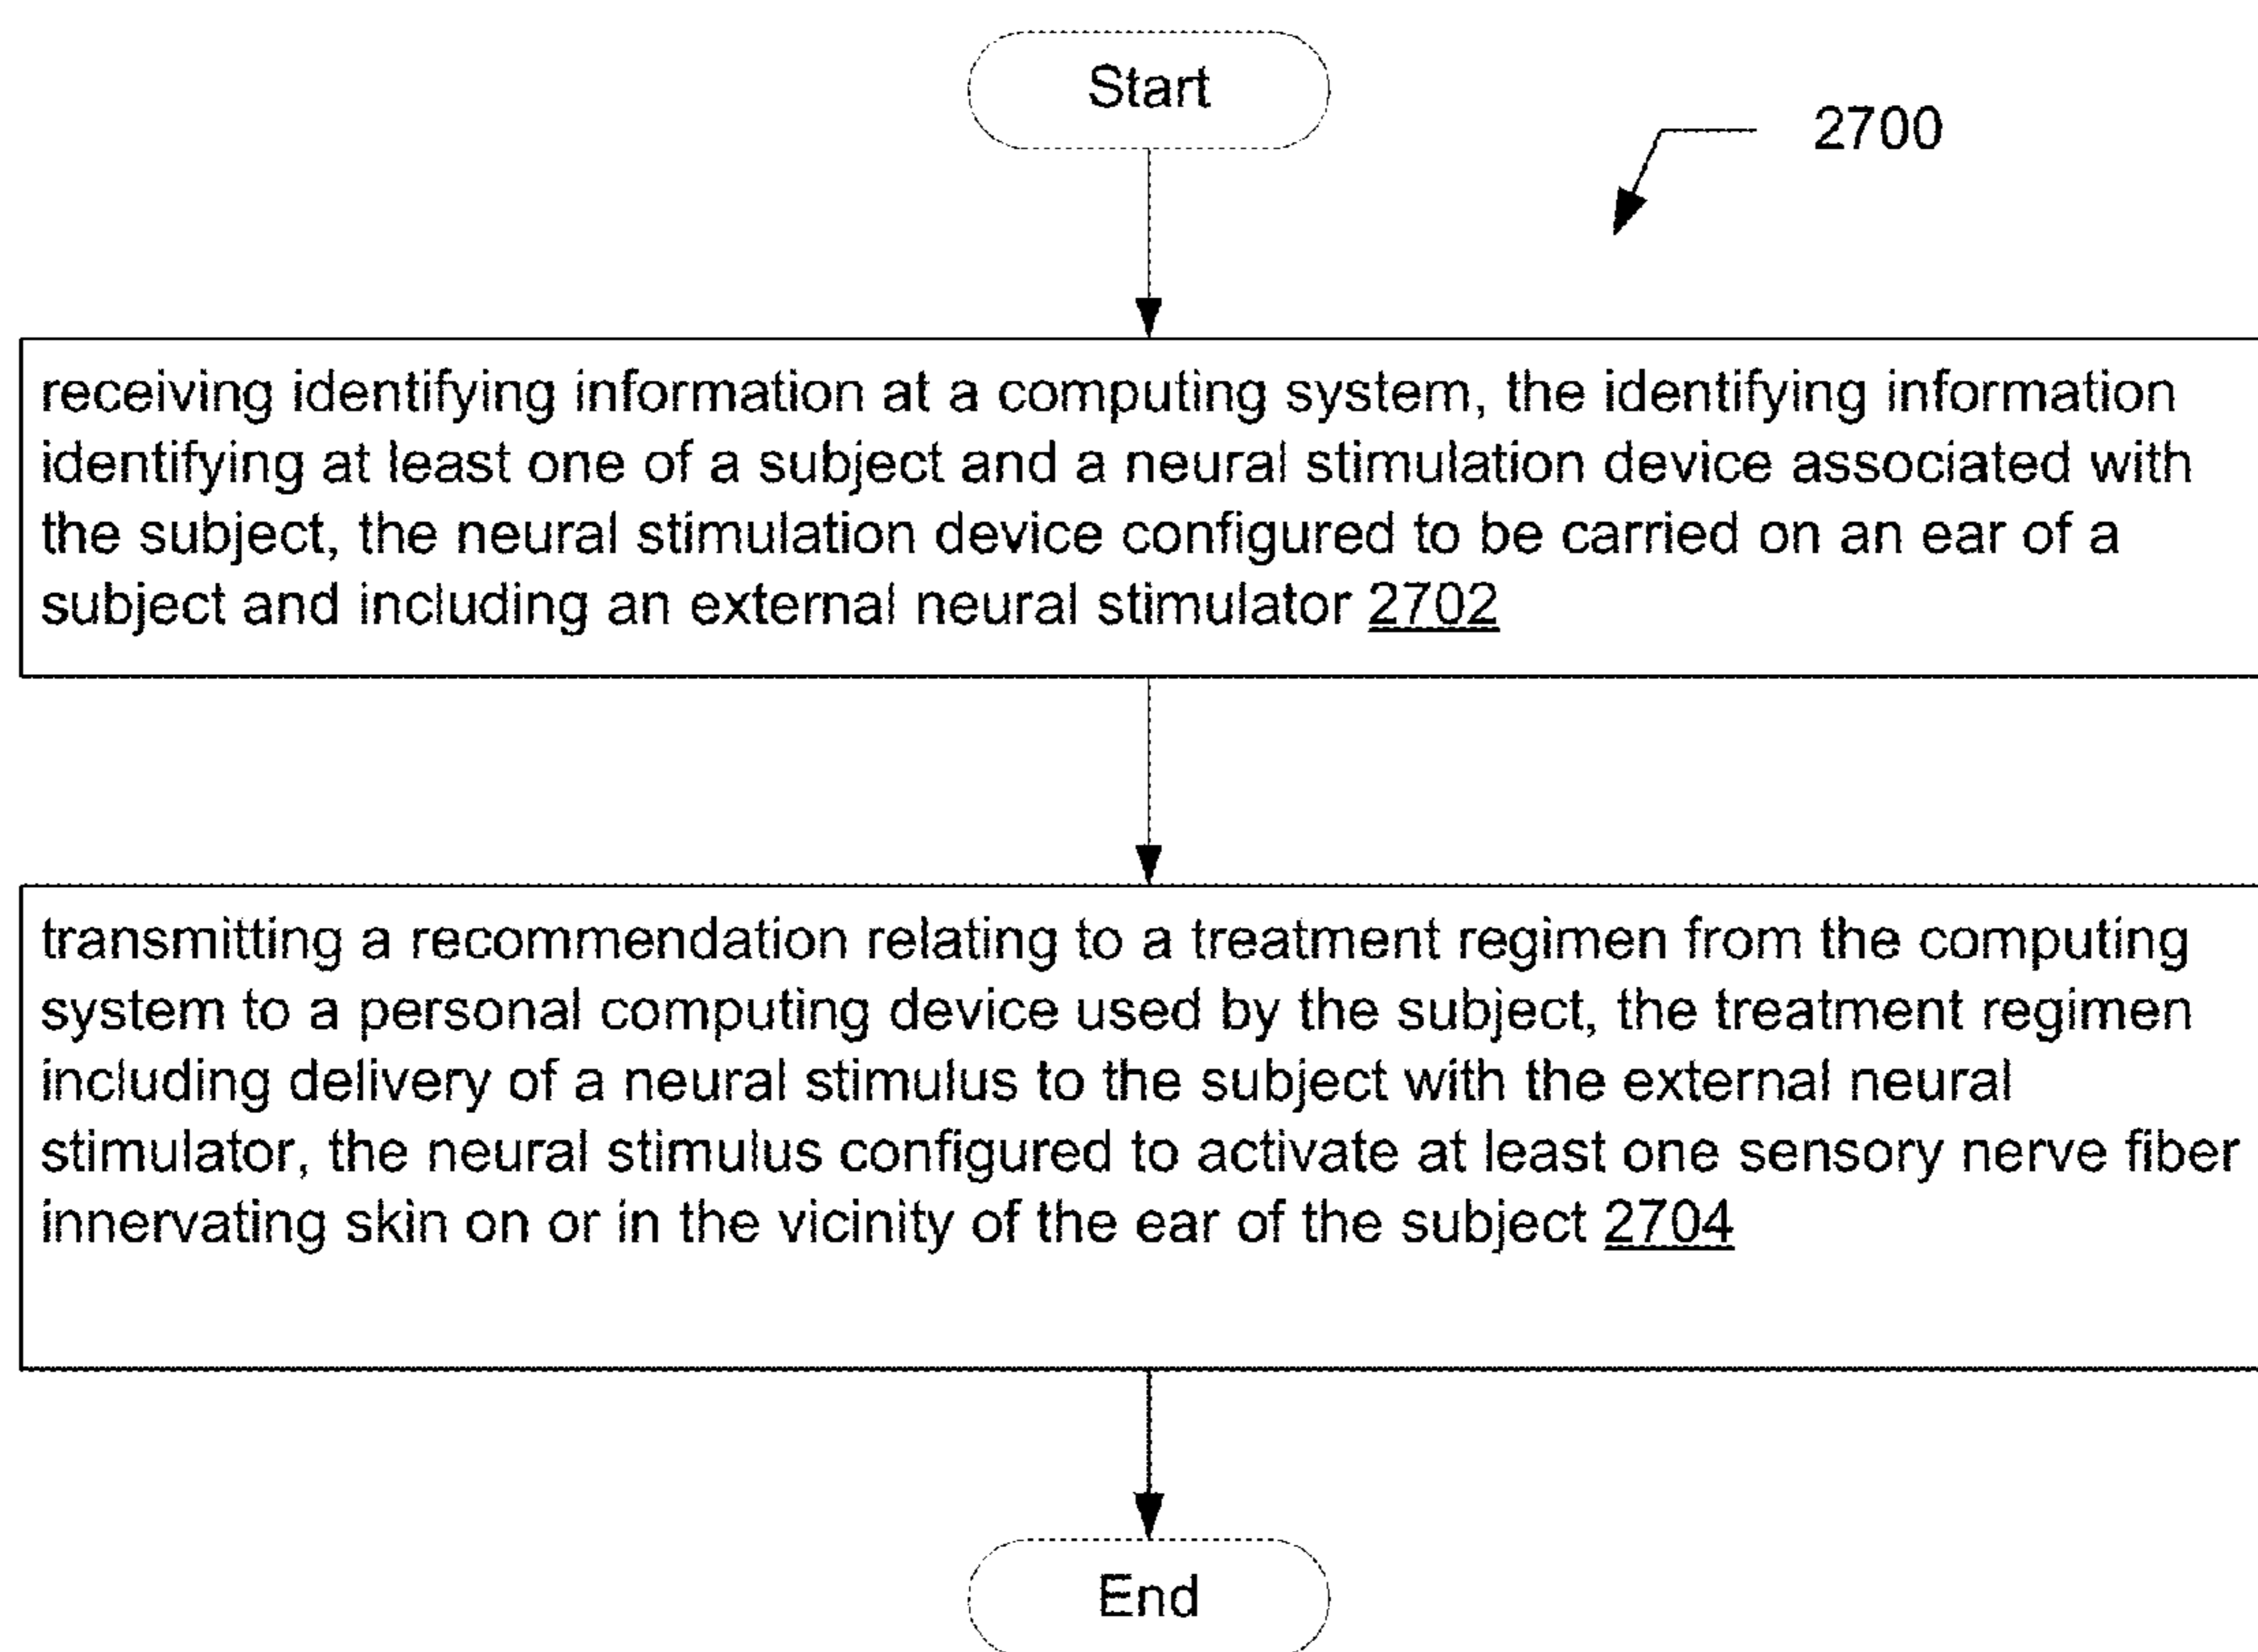 Start
2700
receiving identifying information at a computing system, the identifying information
identifying at least one of a subject and a neural stimulation device associated with
the subject, the neural stimulation device configured to be carried on an ear of a
subject and including an external neural stimulator 2702
transmitting a recommendation relating to a treatment regimen from the computing
system to a personal computing device used by the subject, the treatment regimen
including delivery of a neural stimulus to the subject with the external neural
stimulator, the neural stimulus configured to activate at least one sensory nerve fiber
innervating skin on or in the vicinity of the ear of the subject 2704
End